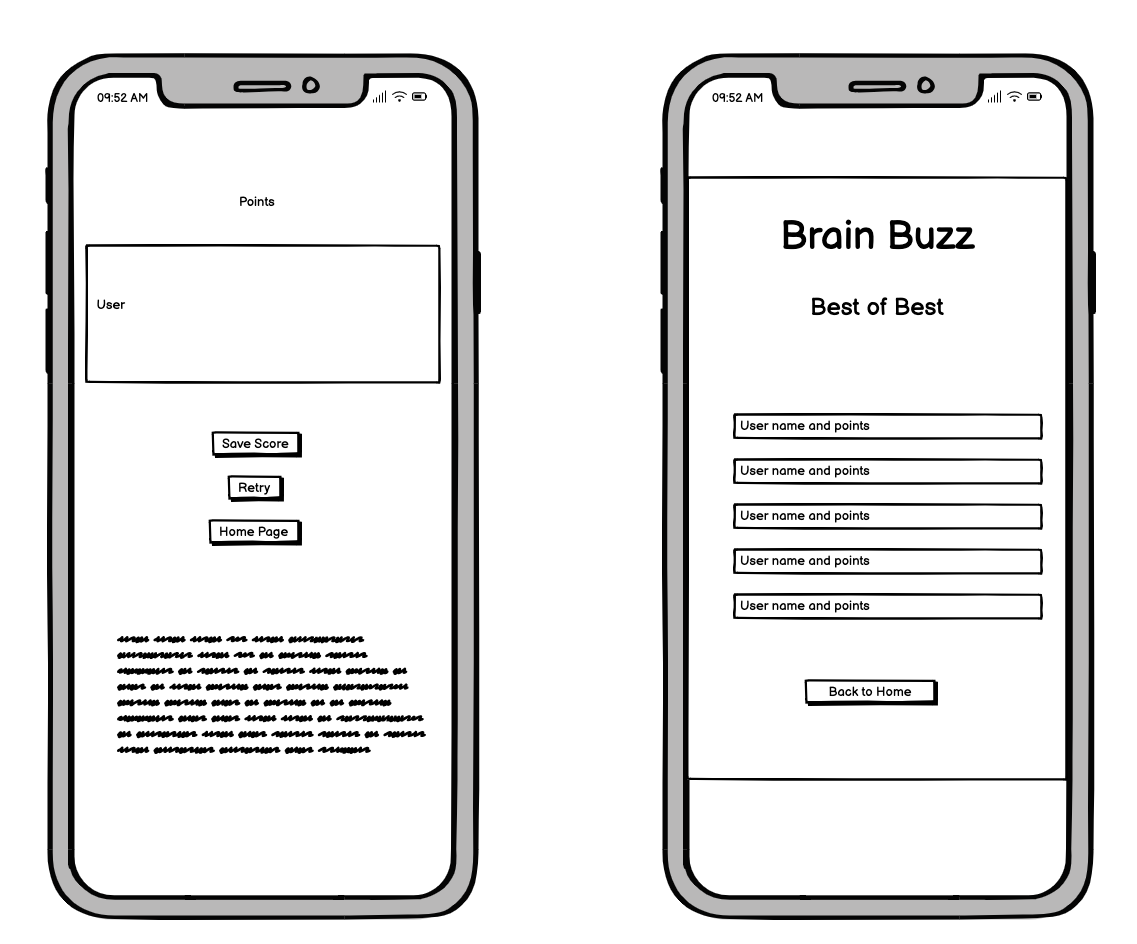 09:52 AM
Points
User
Save Score
Retry
Home Page
09:52 AM
Brain Buzz
Best of Best
User name and points
User name and points
User name and points
User name and points
User name and points
Back to Home